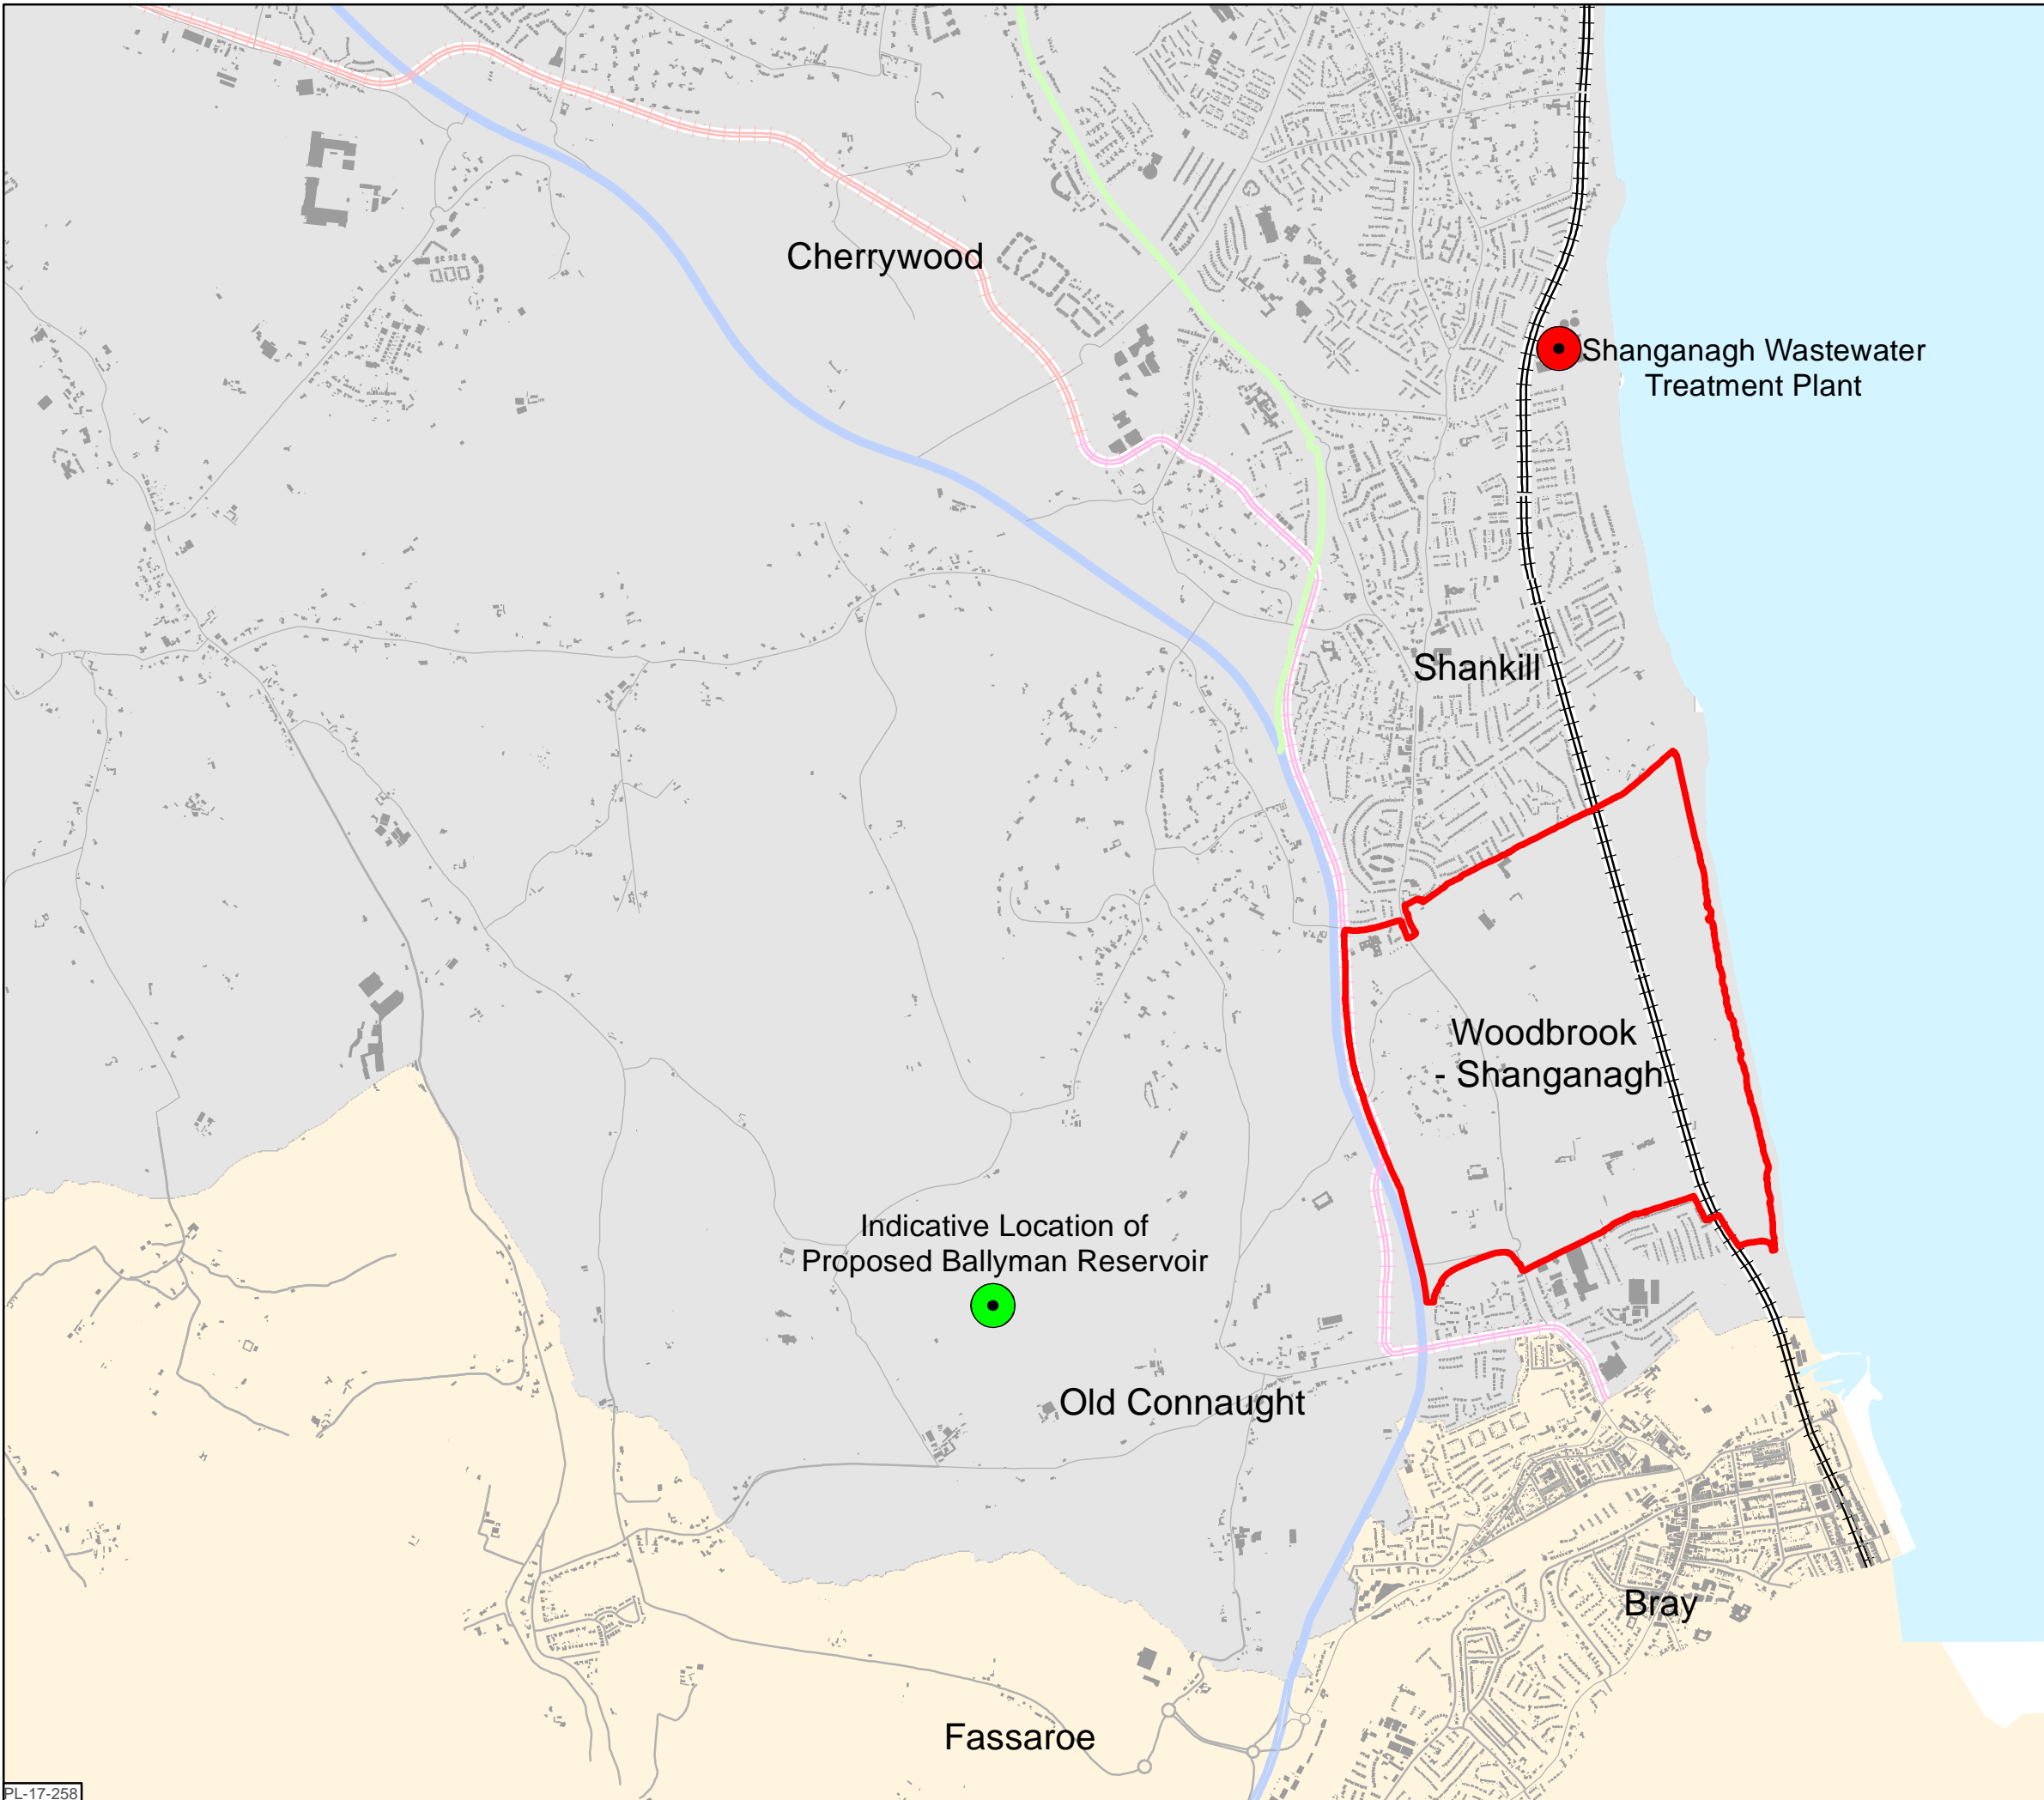 Cherrywood
Shanganagh Wastewater
Treatment Plant
Shankill
Woodbrook
- Shanganagh
Indicative Location of
Proposed Ballyman Reservoir
Old Connaught
Bray
Fassaroe
PL-17-258